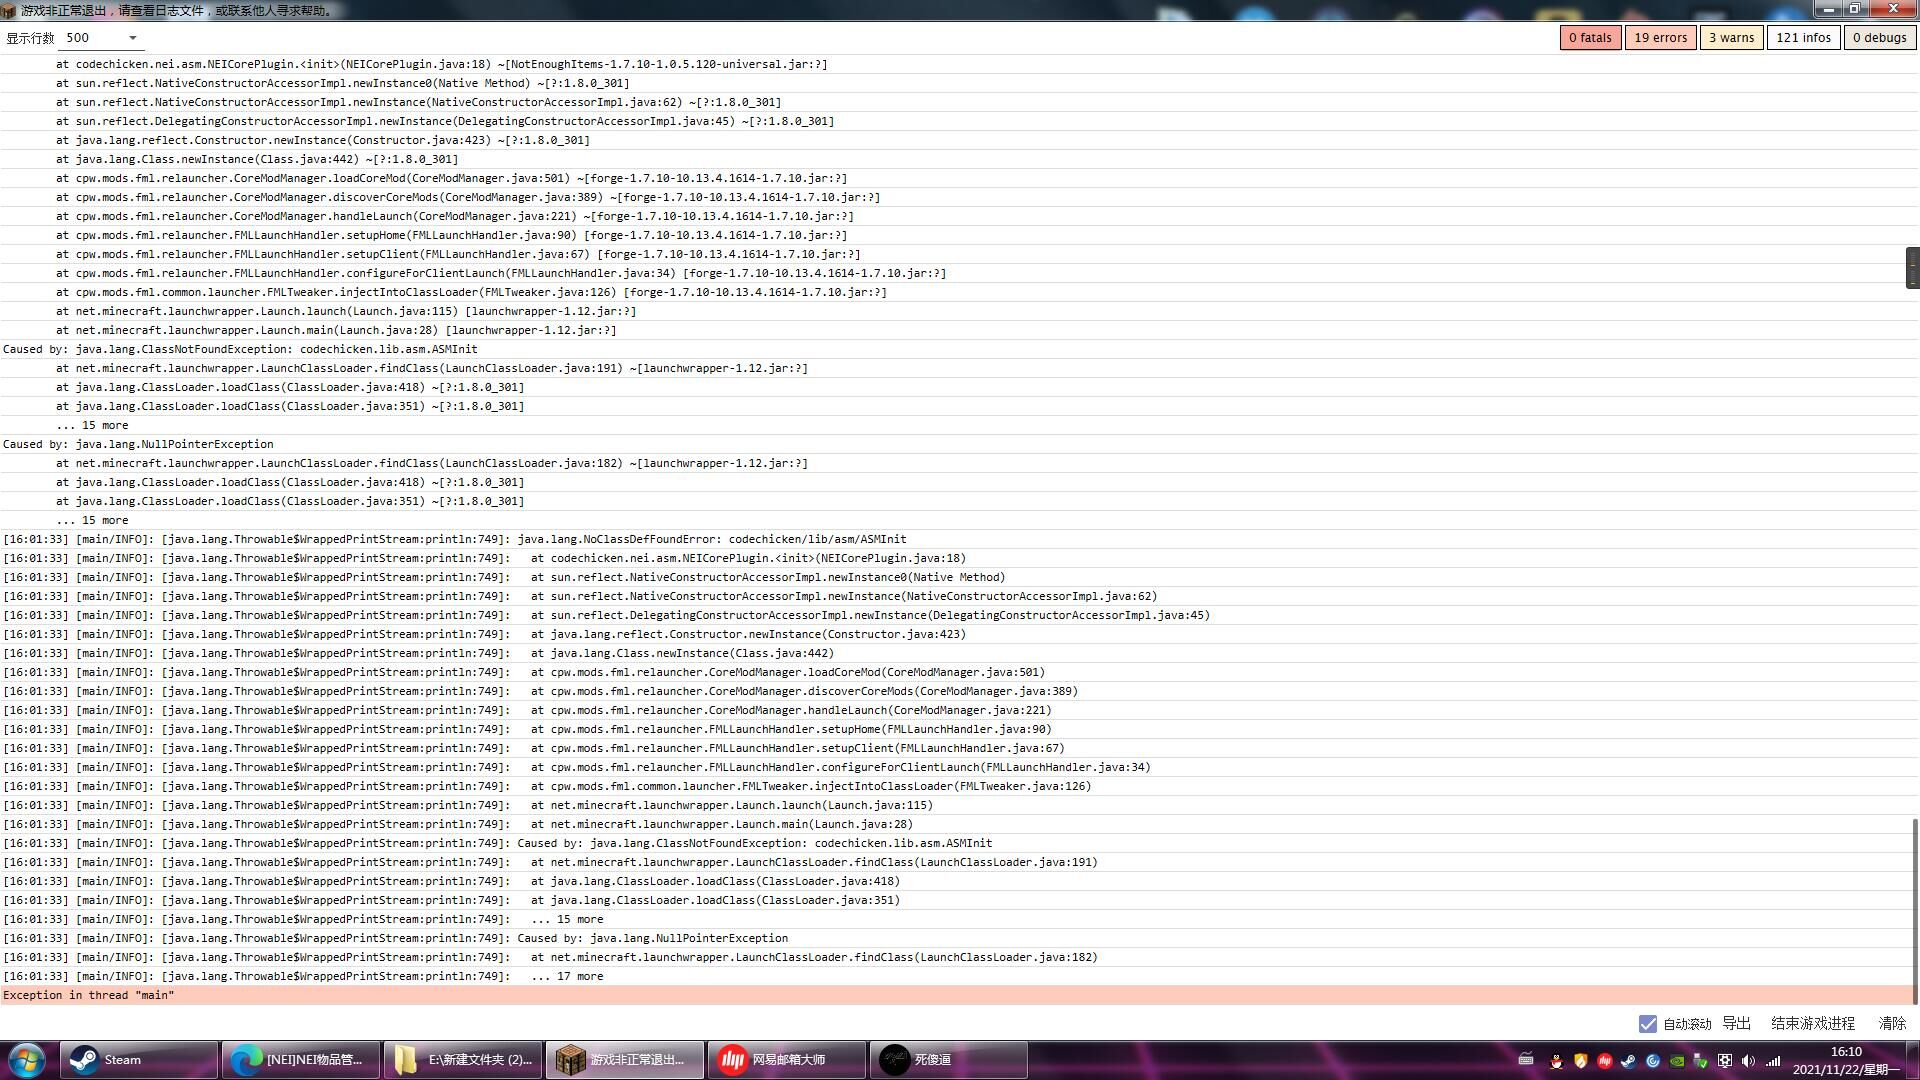 游戏非正常退出，请查看日志文件，或联系他人寻求帮助。
显示行数 500 0 fatals 19 errors 3 warns 121 infos 0 debugs
at codechicken.nei.asm.NEICorePlugin.<init>(NEICorePlugin.java:18) ~[NotEnoughItems-1.7.10-1.0.5.120-universal.jar:?]
at sun.reflect.NativeConstructorAccessorImpl.newInstance0(Native Method) ~[?:1.8.0_301]
at sun.reflect.NativeConstructorAccessorImpl.newInstance(NativeConstructorAccessorImpl.java:62) ~[?:1.8.0_301]
at sun.reflect.DelegatingConstructorAccessorImpl.newInstance(DelegatingConstructorAccessorImpl.java:45) ~[?:1.8.0_301]
at java.lang.reflect.Constructor.newInstance(Constructor.java:423) ~[?:1.8.0_301]
at java.lang.Class.newInstance(Class.java:442) ~[?:1.8.0_301]
at cpw.mods.fml.relauncher.CoreModManager.loadCoreMod(CoreModManager.java:501) ~[forge-1.7.10-10.13.4.1614-1.7.10.jar:?]
at cpw.mods.fml.relauncher.CoreModManager.discoverCoreMods(CoreModManager.java:389) ~[forge-1.7.10-10.13.4.1614-1.7.10.jar:?]
at cpw.mods.fml.relauncher.CoreModManager.handleLaunch(CoreModManager.java:221) ~[forge-1.7.10-10.13.4.1614-1.7.10.jar:?]
at cpw.mods.fml.relauncher.FMLLaunchHandler.setupHome(FMLLaunchHandler.java:90) [forge-1.7.10-10.13.4.1614-1.7.10.jar:?]
at cpw.mods.fml.relauncher.FMLLaunchHandler.setupClient(FMLLaunchHandler.java:67) [forge-1.7.10-10.13.4.1614-1.7.10.jar:?]
at cpw.mods.fml.relauncher.FMLLaunchHandler.configureForClientLaunch(FMLLaunchHandler.java:34) [forge-1.7.10-10.13.4.1614-1.7.10.jar:?]
at cpw.mods.fml.common.launcher.FMLTweaker.injectIntoClassLoader(FMLTweaker.java:126) [forge-1.7.10-10.13.4.1614-1.7.10.jar:?]
at net.minecraft.launchwrapper.Launch.launch(Launch.java:115) [launchwrapper-1.12.jar:?]
at net.minecraft.launchwrapper.Launch.main(Launch.java:28) [launchwrapper-1.12.jar:?]
Caused by: java.lang.ClassNotFoundException: codechicken.lib.asm.ASMInit
at net.minecraft.launchwrapper.LaunchClassLoader.findClass(LaunchClassLoader.java:191) ~[launchwrapper-1.12.jar:?]
at java.lang.ClassLoader.loadClass(ClassLoader.java:418) ~[?:1.8.0_301]
at java.lang.ClassLoader.loadClass(ClassLoader.java:351) ~[?:1.8.0_301]
... 15 more
Caused by: java.lang.NullPointerException
at net.minecraft.launchwrapper.LaunchClassLoader.findClass(LaunchClassLoader.java:182) ~[launchwrapper-1.12.jar:?]
at java.lang.ClassLoader.loadClass(ClassLoader.java:418) ~[?:1.8.0_301]
at java.lang.ClassLoader.loadClass(ClassLoader.java:351) ~[?:1.8.0_301]
... 15 more
[16:01:33] [main/INFO]: [java.lang.Throwable$WrappedPrintStream:println:749]: java.lang.NoClassDefFoundError: codechicken/lib/asm/ASMInit
[16:01:33] [main/INFO]: [java.lang.Throwable$WrappedPrintStream:println:749]: at codechicken.nei.asm.NEICorePlugin.<init>(NEICorePlugin.java:18)
[16:01:33] [main/INFO]: [java.lang.Throwable$WrappedPrintStream:println:749]: at sun.reflect.NativeConstructorAccessorImpl.newInstance0(Native Method)
[16:01:33] [main/INFO]: [java.lang.Throwable$WrappedPrintStream:println:749]: at sun.reflect.NativeConstructorAccessorImpl.newInstance(NativeConstructorAccessorImpl.java:62)
[16:01:33] [main/INFO]: [java.lang.Throwable$WrappedPrintStream:println:749]: at sun.reflect.DelegatingConstructorAccessorImpl.newInstance(DelegatingConstructorAccessorImpl.java:45)
[16:01:33] [main/INFO]: [java.lang.Throwable$WrappedPrintStream:println:749]: at java.lang.reflect.Constructor.newInstance(Constructor.java:423)
[16:01:33] [main/INFO]: [java.lang.Throwable$WrappedPrintStream:println:749]: at java.lang.Class.newInstance(Class.java:442)
[16:01:33] [main/INFO]: [java.lang.Throwable$WrappedPrintStream:println:749]: at cpw.mods.fml.relauncher.CoreModManager.loadCoreMod(CoreModManager.java:501)
[16:01:33] [main/INFO]: [java.lang.Throwable$WrappedPrintStream:println:749]: at cpw.mods.fml.relauncher.CoreModManager.discoverCoreMods(CoreModManager.java:389)
[16:01:33] [main/INFO]: [java.lang.Throwable$WrappedPrintStream:println:749]: at cpw.mods.fml.relauncher.CoreModManager.handleLaunch(CoreModManager.java:221)
[16:01:33] [main/INFO]: [java.lang.Throwable$WrappedPrintStream:println:749]: at cpw.mods.fml.relauncher.FMLLaunchHandler.setupHome(FMLLaunchHandler.java:90)
[16:01:33] [main/INFO]: [java.lang.Throwable$WrappedPrintStream:println:749]: at cpw.mods.fml.relauncher.FMLLaunchHandler.setupClient(FMLLaunchHandler.java:67)
[16:01:33] [main/INFO]: [java.lang.Throwable$WrappedPrintStream:println:749]: at cpw.mods.fml.relauncher.FMLLaunchHandler.configureForClientLaunch(FMLLaunchHandler.java:34)
[16:01:33] [main/INFO]: [java.lang.Throwable$WrappedPrintStream:println:749]: at cpw.mods.fml.common.launcher.FMLTweaker.injectIntoClassLoader(FMLTweaker.java:126)
[16:01:33] [main/INFO]: [java.lang.Throwable$WrappedPrintStream:println:749]: at net.minecraft.launchwrapper.Launch.launch(Launch.java:115)
[16:01:33] [main/INFO]: [java.lang.Throwable$WrappedPrintStream:println:749]: at net.minecraft.launchwrapper.Launch.main(Launch.java:28)
[16:01:33] [main/INFO]: [java.lang.Throwable$WrappedPrintStream:println:749]: Caused by: java.lang.ClassNotFoundException: codechicken.lib.asm.ASMInit
[16:01:33] [main/INFO]: [java.lang.Throwable$WrappedPrintStream:println:749]: at net.minecraft.launchwrapper.LaunchClassLoader.findClass(LaunchClassLoader.java:191)
[16:01:33] [main/INFO]: [java.lang.Throwable$WrappedPrintStream:println:749]: at java.lang.ClassLoader.loadClass(ClassLoader.java:418)
[16:01:33] [main/INFO]: [java.lang.Throwable$WrappedPrintStream:println:749]: at java.lang.ClassLoader.loadClass(ClassLoader.java:351)
[16:01:33] [main/INFO]: [java.lang.Throwable$WrappedPrintStream:println:749]: ... 15 more
[16:01:33] [main/INFO]: [java.lang.Throwable$WrappedPrintStream:println:749]: Caused by: java.lang.NullPointerException
[16:01:33] [main/INFO]: [java.lang.Throwable$WrappedPrintStream:println:749]: at net.minecraft.launchwrapper.LaunchClassLoader.findClass(LaunchClassLoader.java:182)
[16:01:33] [main/INFO]: [java.lang.Throwable$WrappedPrintStream:println:749]: ... 17 more
Exception in thread "main"
自动滚动 导出 结束游戏进程 清除
Steam [NEI]NEI物品管... E:\新建文件夹 (2)... 游戏非正常退出... 网易邮箱大师 死傻逼 16:10
2021/11/22/星期一